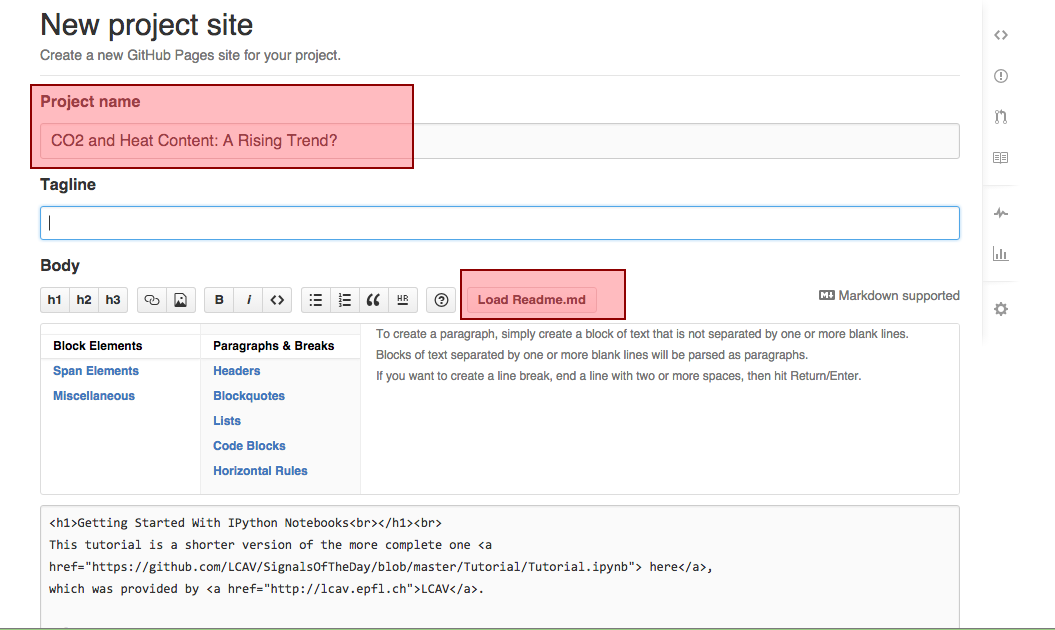 New project site
Create a new GitHub Pages site for your project.
Project name
CO2 and Heat Content: A Rising Trend?
Tagline
Body
h1 h2 h3 B i <> “ HR ? Load Readme.md Markdown supported
Block Elements
Span Elements
Miscellaneous
Paragraphs & Breaks
Headers
Blockquotes
Lists
Code Blocks
Horizontal Rules
To create a paragraph, simply create a block of text that is not separated by one or more blank lines.
Blocks of text separated by one or more blank lines will be parsed as paragraphs.
If you want to create a line break, end a line with two or more spaces, then hit Return/Enter.
<h1>Getting Started With IPython Notebooks<br></h1><br>
This tutorial is a shorter version of the more complete one <a
href="https://github.com/LCAV/SignalsOfTheDay/blob/master/Tutorial/Tutorial.ipynb"> here</a>,
which was provided by <a href="http://lcav.epfl.ch">LCAV</a>.